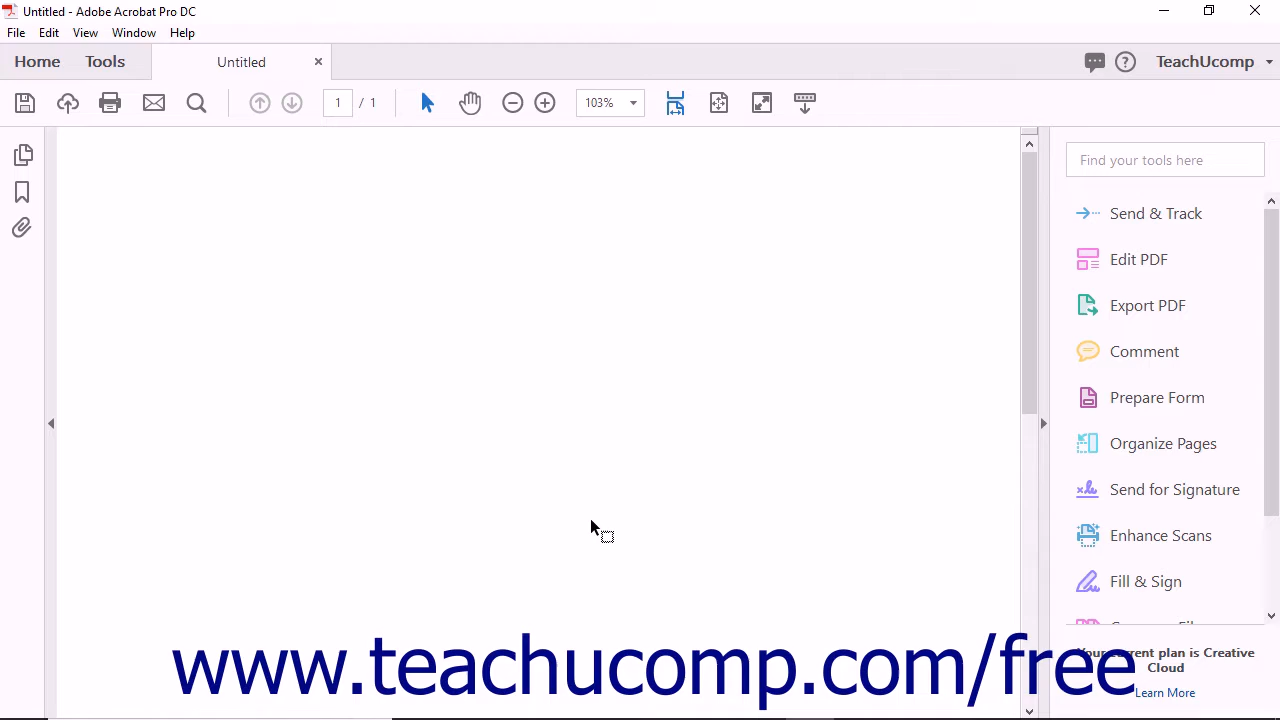 Untitled - Adobe Acrobat Pro DC
File Edit View Window Help
Home Tools Untitled × TeachUcomp
1 / 1 103%
Find your tools here
Send & Track
Edit PDF
Export PDF
Comment
Prepare Form
Organize Pages
Send for Signature
Enhance Scans
Fill & Sign
Your current plan is Creative
Cloud
Learn More
www.teachucomp.com/free